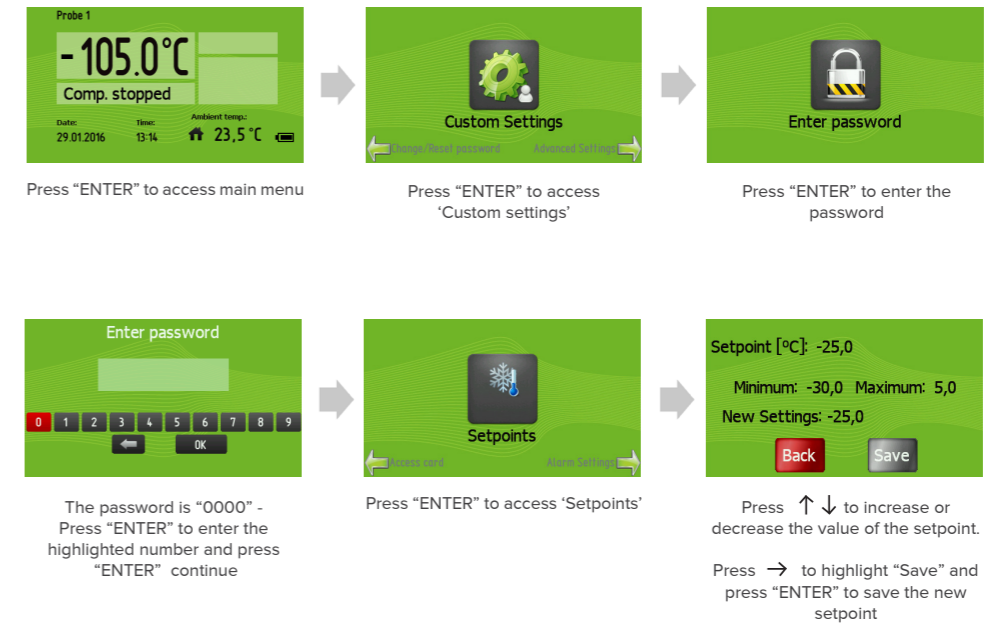 Probe 1
-105.0°C
Comp. stopped
Date: Time: Ambient temp.:
29.01.2016 13:14 23,5 °C
Press “ENTER” to access main menu
Custom Settings
Change/Reset password Advanced Settings
Press “ENTER” to access
‘Custom settings’
Enter password
Press “ENTER” to enter the
password
Enter password
0 1 2 3 4 5 6 7 8 9
OK
The password is “0000” -
Press “ENTER” to enter the
highlighted number and press
“ENTER” continue
Setpoints
Access card Alarm Settings
Press “ENTER” to access ‘Setpoints’
Setpoint [°C]: -25,0
Minimum: -30,0 Maximum: 5,0
New Settings: -25,0
Back Save
Press ↑ ↓ to increase or
decrease the value of the setpoint.
Press → to highlight “Save” and
press “ENTER” to save the new
setpoint